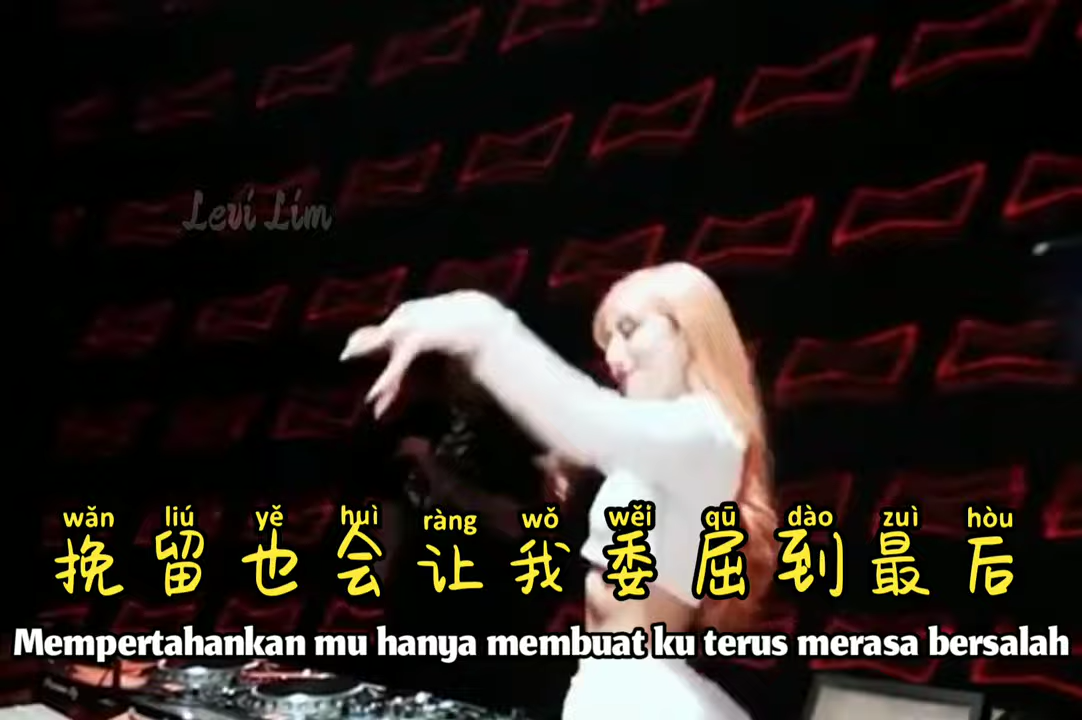 Levi Lim
wǎn liú yě huì ràng wǒ wěi qū dào zuì hòu
挽留也会让我委屈到最后
Mempertahankan mu hanya membuat ku terus merasa bersalah